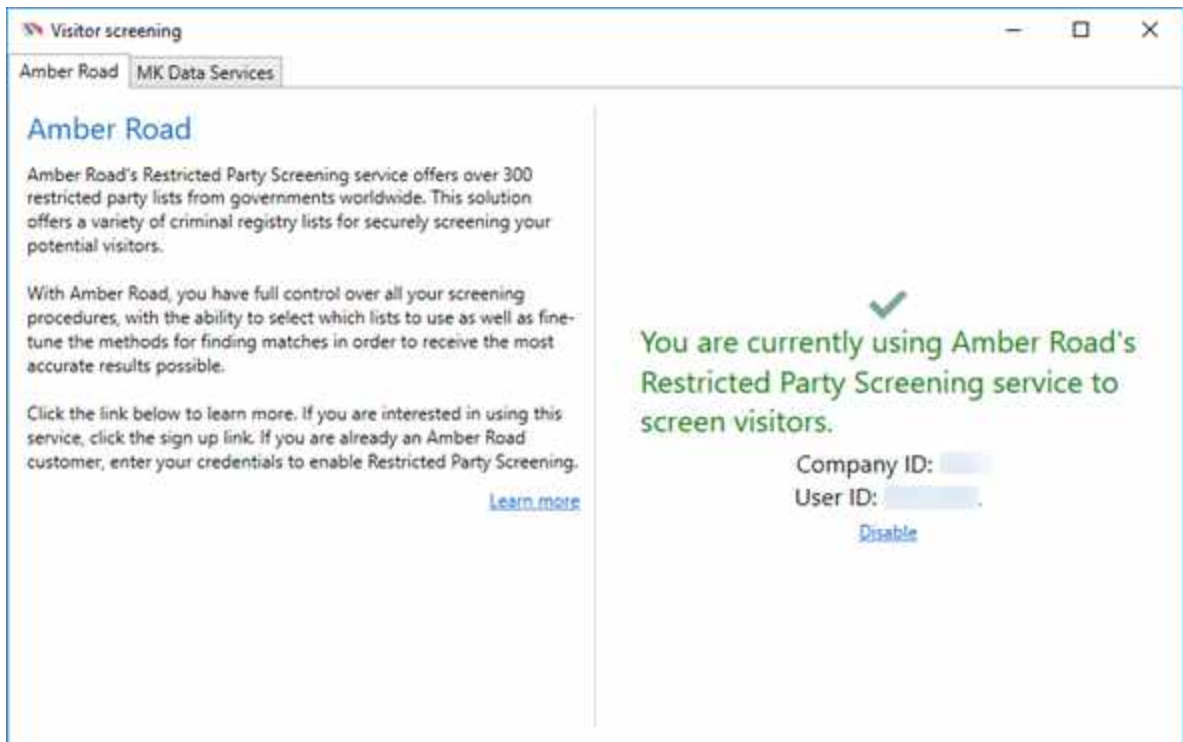 Visitor screening
Amber Road
MK Data Services
Amber Road
Amber Road's Restricted Party Screening service offers over 300
restricted party lists from governments worldwide. This solution
offers a variety of criminal registry lists for securely screening your
potential visitors.
With Amber Road, you have full control over all your screening
procedures, with the ability to select which lists to use as well as fine-
tune the methods for finding matches in order to receive the most
accurate results possible.
Click the link below to learn more. If you are interested in using this
service, click the sign up link. If you are already an Amber Road
customer, enter your credentials to enable Restricted Party Screening.
Learn more
You are currently using Amber Road's
Restricted Party Screening service to
screen visitors.
Company ID:
User ID: .
Disable